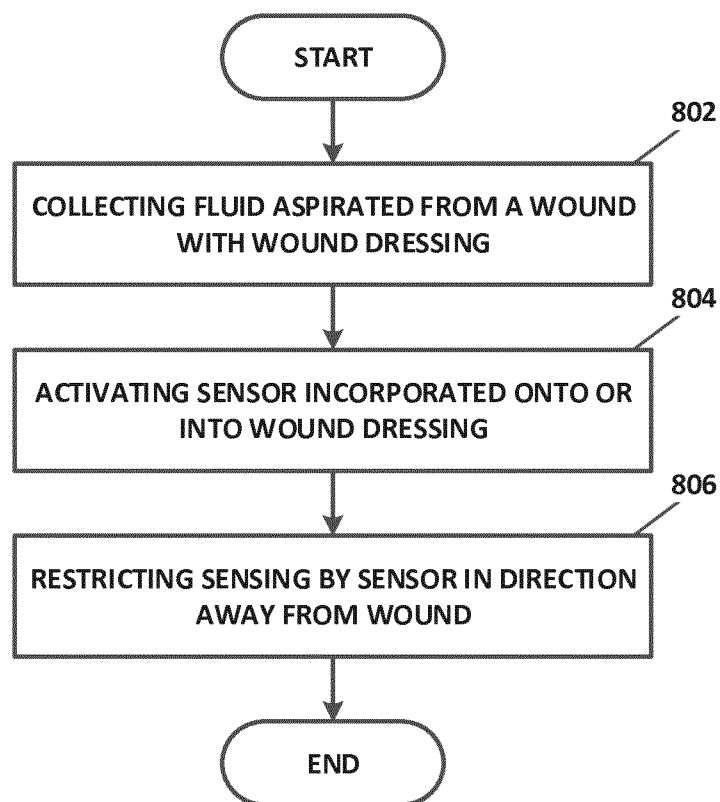 START
802
COLLECTING FLUID ASPIRATED FROM A WOUND
WITH WOUND DRESSING
804
ACTIVATING SENSOR INCORPORATED ONTO OR
INTO WOUND DRESSING
806
RESTRICTING SENSING BY SENSOR IN DIRECTION
AWAY FROM WOUND
END